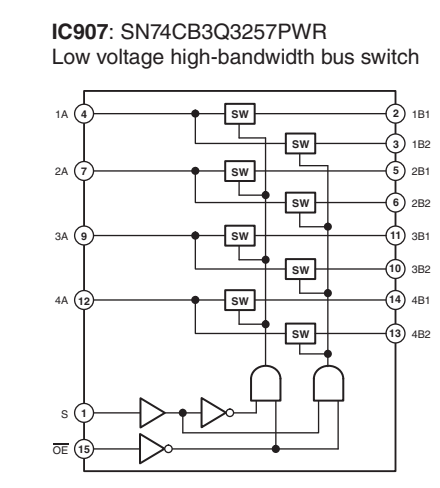 IC907: SN74CB3Q3257PWR
Low voltage high-bandwidth bus switch
1A 4 SW 2 1B1
SW 3 1B2
2A 7 SW 5 2B1
SW 6 2B2
3A 9 SW 11 3B1
SW 10 3B2
4A 12 SW 14 4B1
SW 13 4B2
S 1
OE 15